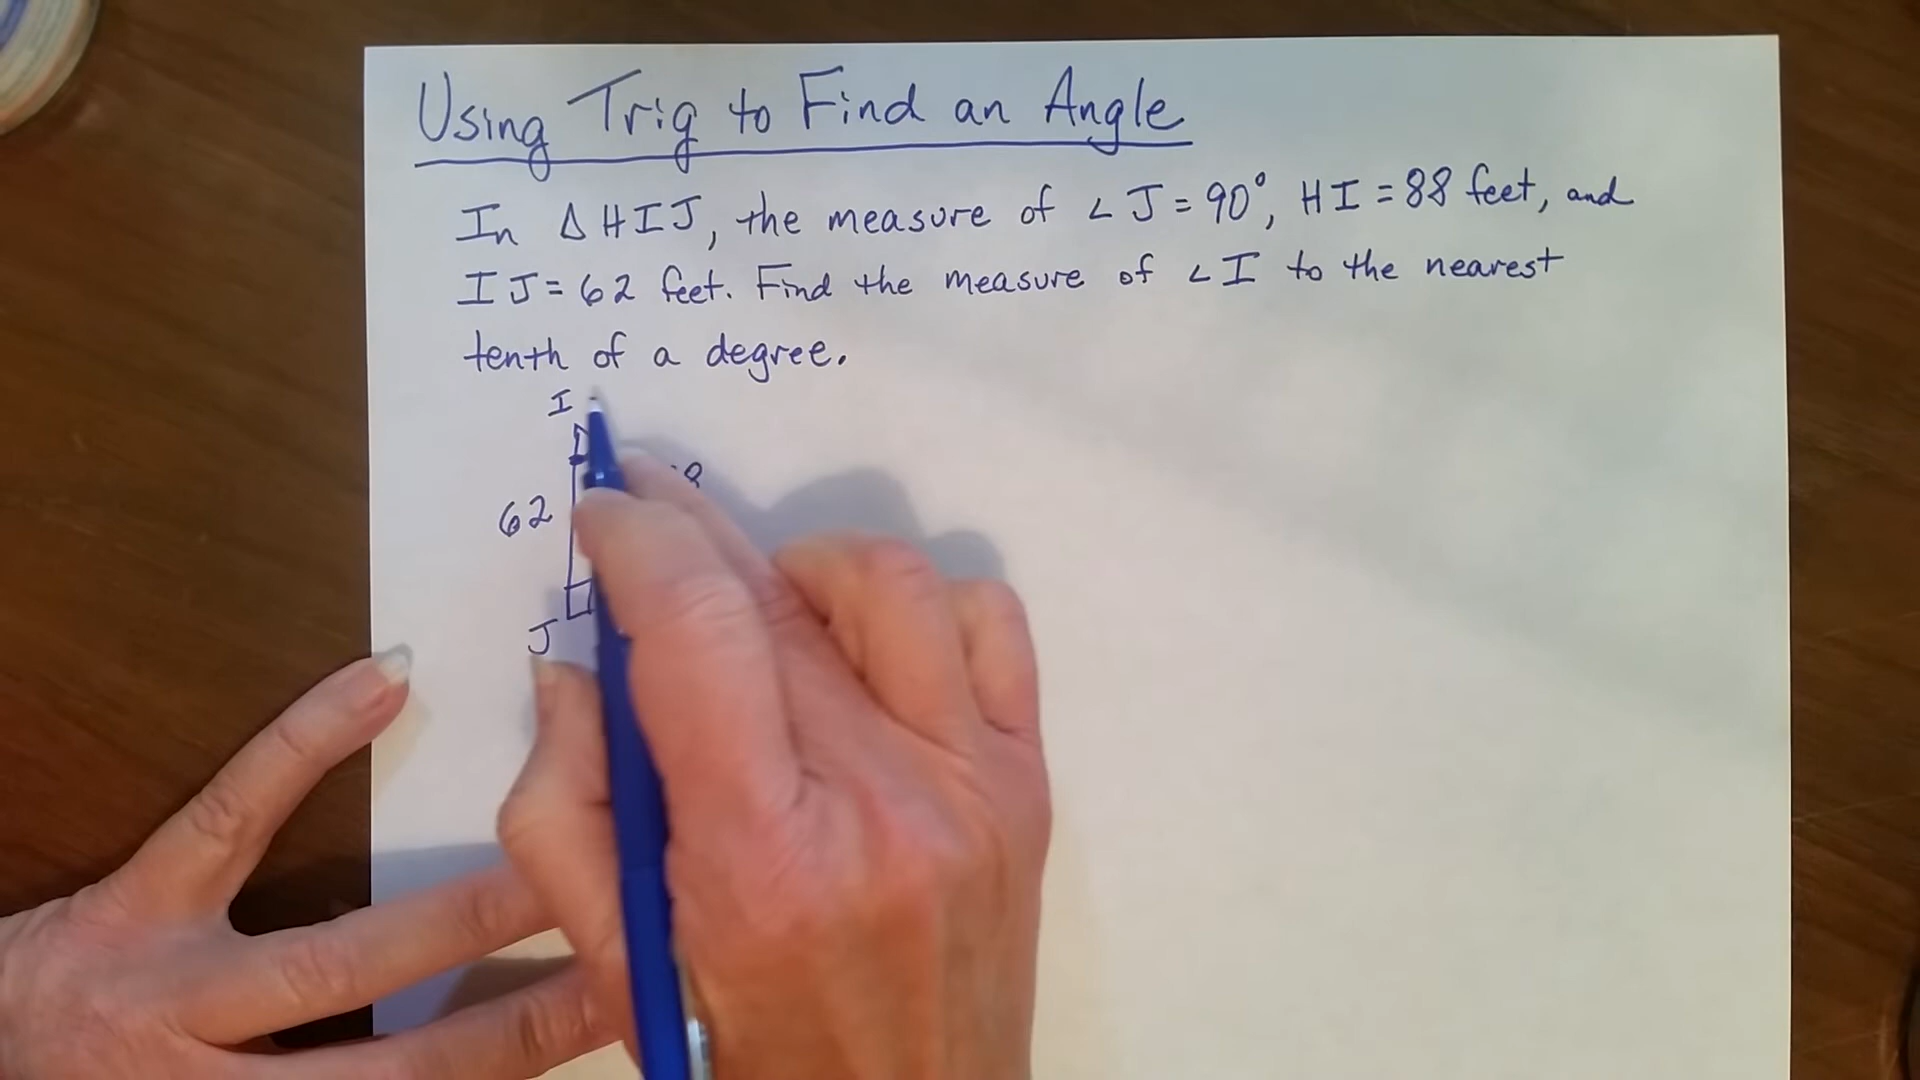 Using Trig to Find an Angle
In △HIJ, the measure of ∠J = 90°, HI = 88 feet, and
IJ = 62 feet. Find the measure of ∠I to the nearest
tenth of a degree.
I
62
J